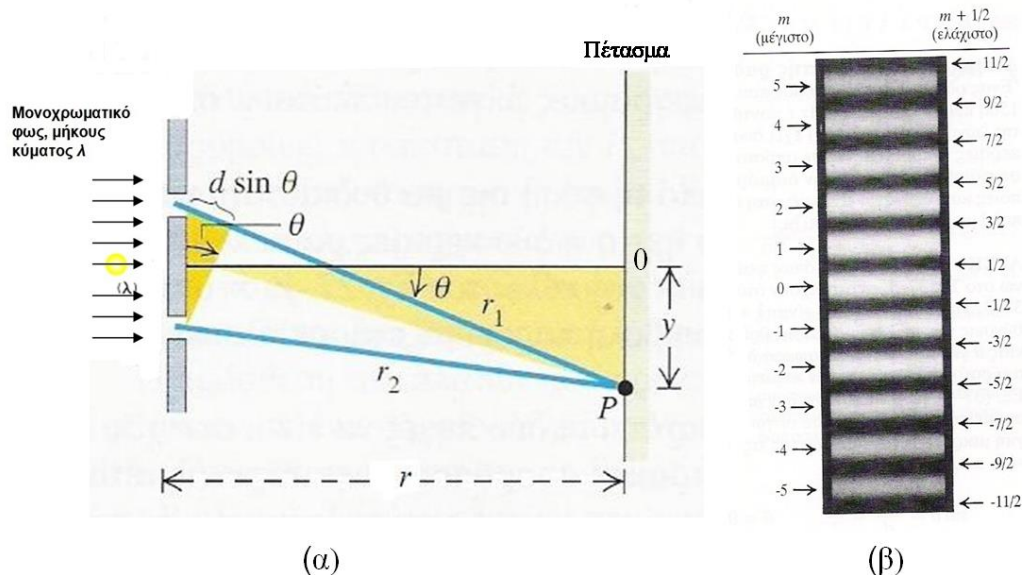 Πέτασμα
Μονοχρωματικό
φως, μήκους
κύματος λ
d sin θ
θ
(λ)
0
θ
y
r₁
r₂
P
r
(α)
m
(μέγιστο)
m + 1/2
(ελάχιστο)
11/2
5
9/2
4
7/2
3
5/2
2
3/2
1
1/2
0
-1/2
-1
-3/2
-2
-5/2
-3
-7/2
-4
-9/2
-5
-11/2
(β)